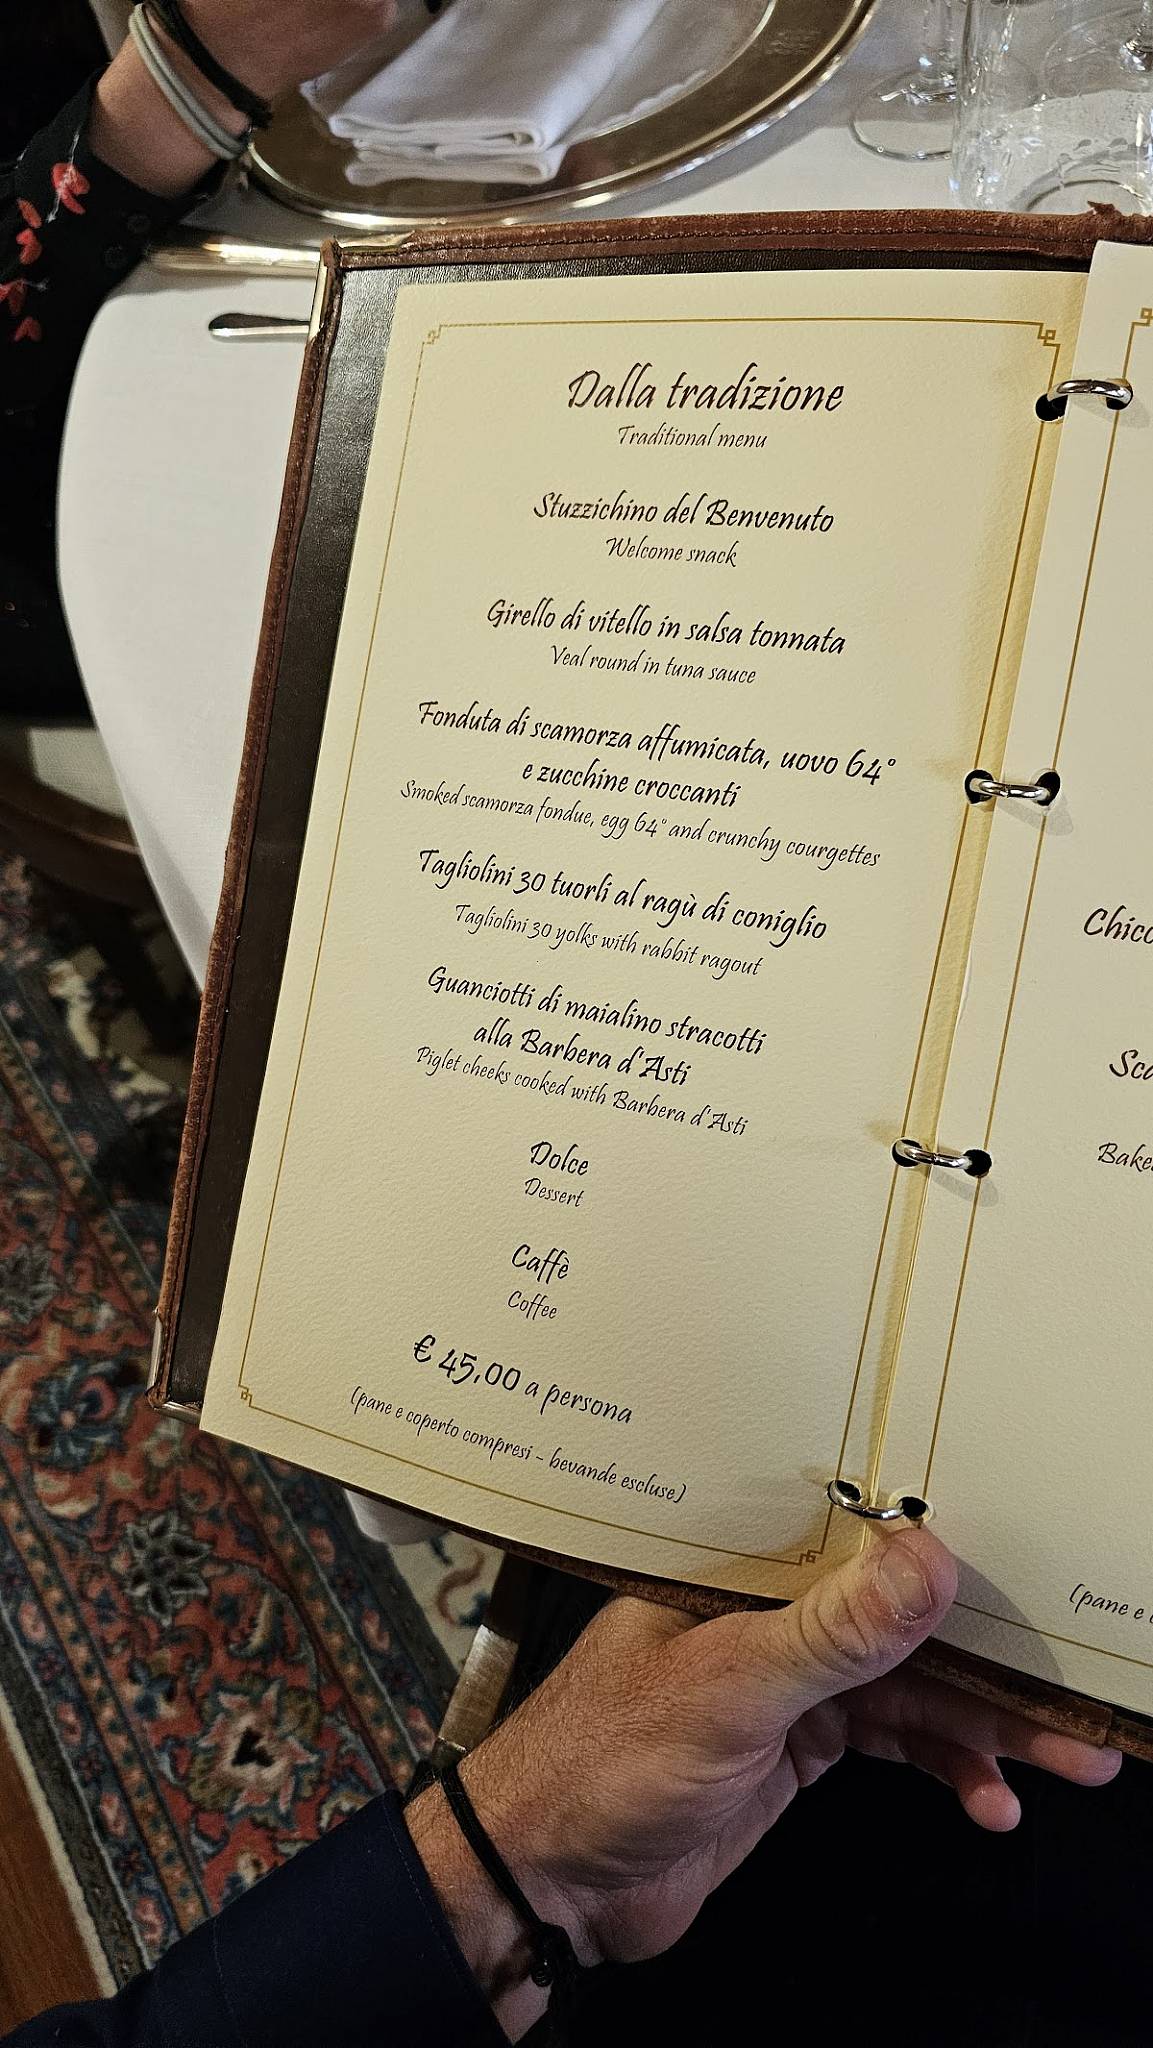 Dalla tradizione
Traditional menu
Stuzzichino del Benvenuto
Welcome snack
Girello di vitello in salsa tonnata
Veal round in tuna sauce
Fonduta di scamorza affumicata, uovo 64°
e zucchine croccanti
Smoked scamorza fondue, egg 64° and crunchy courgettes
Tagliolini 30 tuorli al ragù di coniglio
Tagliolini 30 yolks with rabbit ragout
Guanciotti di maialino stracotti
alla Barbera d'Asti
Piglet cheeks cooked with Barbera d'Asti
Dolce
Dessert
Caffè
Coffee
€ 45,00 a persona
(pane e coperto compresi - bevande escluse)
(pane e